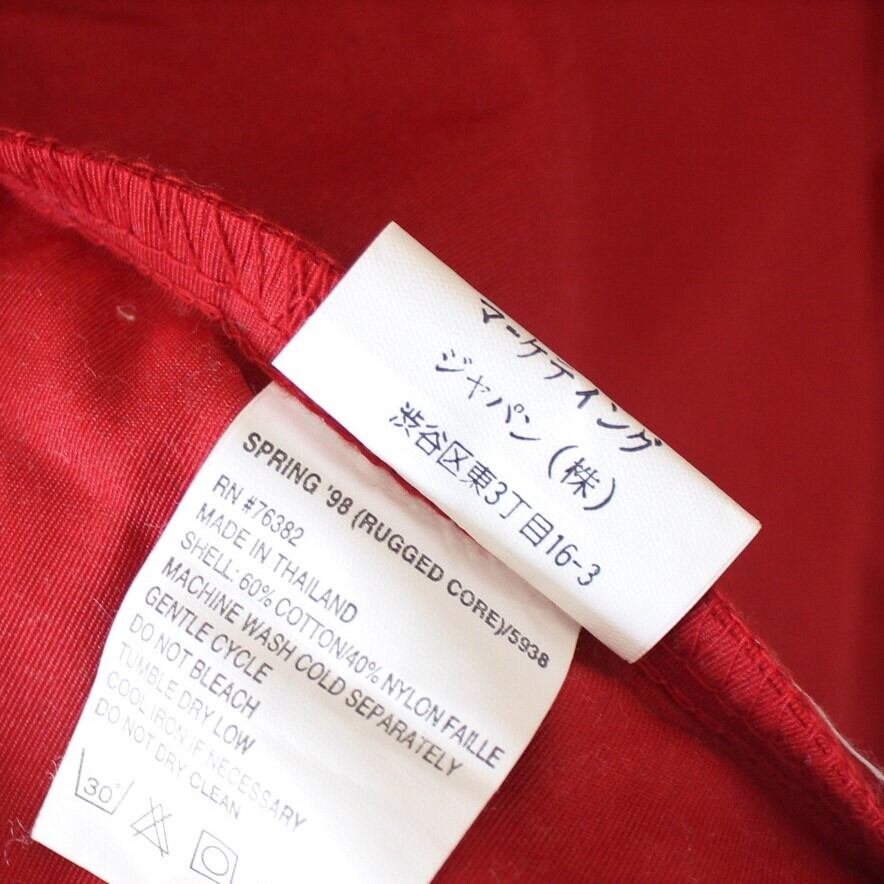 マーケティング
ジャパン (株)
渋谷区東3丁目16-3
SPRING '98 (RUGGED CORE)/5938
RN #76382
MADE IN THAILAND
SHELL: 60% COTTON/40% NYLON FAILLE
MACHINE WASH COLD SEPARATELY
GENTLE CYCLE
DO NOT BLEACH
TUMBLE DRY LOW
COOL IRON IF NECESSARY
DO NOT DRY CLEAN
30°